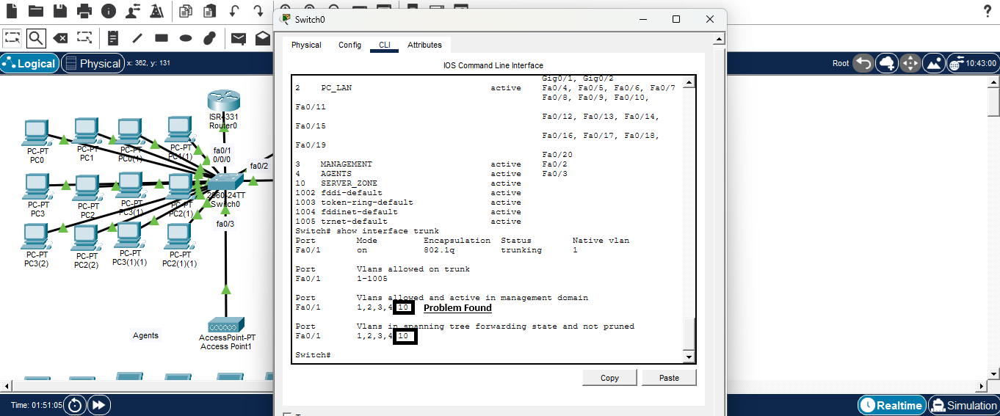 Switch0
?
Logical
Physical
x: 362, y: 131
Root
10:43:00
Physical Config CLI Attributes
IOS Command Line Interface
Gig0/1, Gig0/2
2 PC_LAN active Fa0/4, Fa0/5, Fa0/6, Fa0/7
Fa0/8, Fa0/9, Fa0/10,
Fa0/11
Fa0/12, Fa0/13, Fa0/14,
Fa0/15
Fa0/16, Fa0/17, Fa0/18,
Fa0/19
Fa0/20
3 MANAGEMENT active Fa0/2
4 AGENTS active Fa0/3
10 SERVER_ZONE active
1002 fddi-default active
1003 token-ring-default active
1004 fddinet-default active
1005 trnet-default active
Switch# show interface trunk
Port Mode Encapsulation Status Native vlan
Fa0/1 on 802.1q trunking 1
Port Vlans allowed on trunk
Fa0/1 1-1005
Port Vlans allowed and active in management domain
Fa0/1 1,2,3,4 10 Problem Found
Port Vlans in spanning tree forwarding state and not pruned
Fa0/1 1,2,3,4 10
Switch#
Copy Paste
ISR4331
Router0
PC-PT
PC0
PC-PT
PC1
PC-PT
PC0(1)
PC-PT
PC1(1)
fa0/1
0/0/0
fa0/2
PC-PT
PC3
PC-PT
PC2
PC-PT
PC3(1)
PC-PT
PC2(1)
2960-24TT
Switch0
fa0/3
PC-PT
PC3(2)
PC-PT
PC2(2)
PC-PT
PC3(1)(1)
PC-PT
PC2(1)(1)
Agents
AccessPoint-PT
Access Point1
Time: 01:51:05
Realtime
Simulation